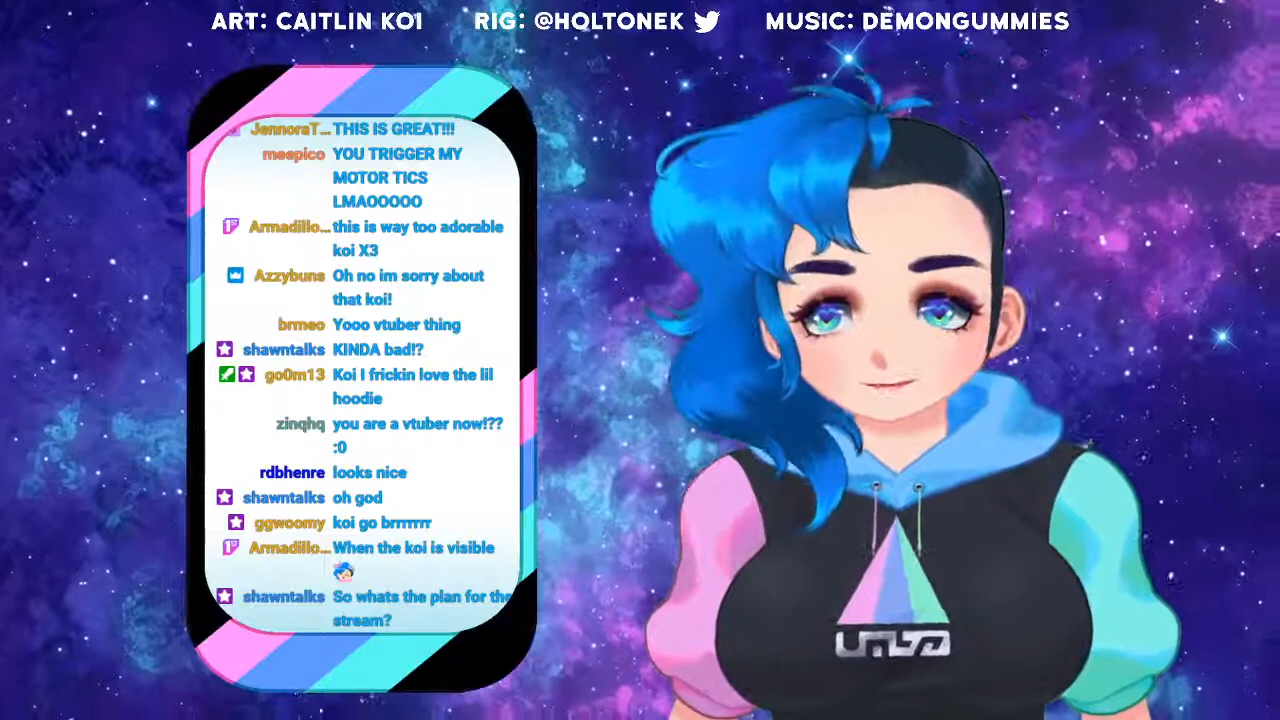 ART: CAITLIN KOI RIG: @HOLTONEK MUSIC: DEMONGUMMIES
JennoraT... THIS IS GREAT!!!
meepico YOU TRIGGER MY
MOTOR TICS
LMAOOOOO
Armadillo... this is way too adorable
koi X3
Azzybuns Oh no im sorry about
that koi!
brmeo Yooo vtuber thing
shawntalks KINDA bad!?
go0m13 Koi I frickin love the lil
hoodie
zinqhq you are a vtuber now!??
:0
rdbhenre looks nice
shawntalks oh god
ggwoomy koi go brrrrrr
Armadillo... When the koi is visible
shawntalks So whats the plan for the
stream?